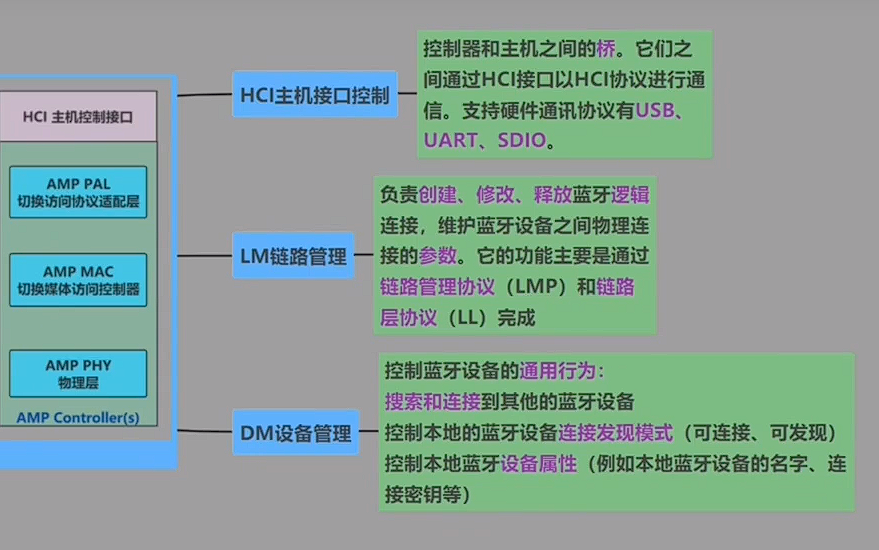 HCI 主机控制接口
AMP PAL
切换访问协议适配层
AMP MAC
切换媒体访问控制器
AMP PHY
物理层
AMP Controller(s)
HCI主机接口控制
控制器和主机之间的桥。它们之
间通过HCI接口以HCI协议进行通
信。支持硬件通讯协议有USB、
UART、SDIO。
LM链路管理
负责创建、修改、释放蓝牙逻辑
连接，维护蓝牙设备之间物理连
接的参数。它的功能主要是通过
链路管理协议（LMP）和链路
层协议（LL）完成
DM设备管理
控制蓝牙设备的通用行为：
搜索和连接到其他的蓝牙设备
控制本地的蓝牙设备连接发现模式（可连接、可发现）
控制本地蓝牙设备属性（例如本地蓝牙设备的名字、连
接密钥等）